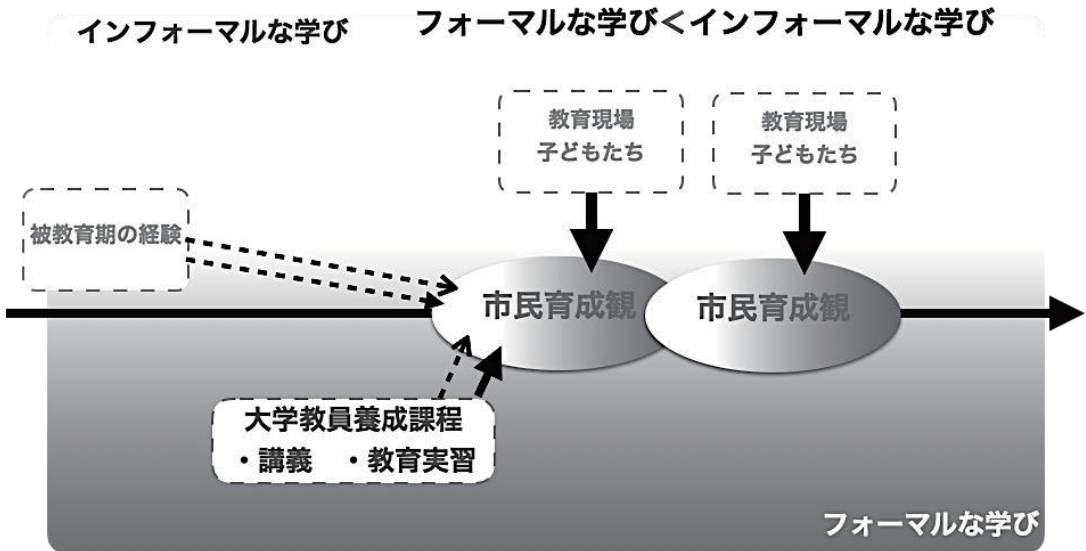 インフォーマルな学び
フォーマルな学び<インフォーマルな学び
教育現場
子どもたち
教育現場
子どもたち
被教育期の経験
市民育成観
市民育成観
大学教員養成課程
・講義 ・教育実習
フォーマルな学び